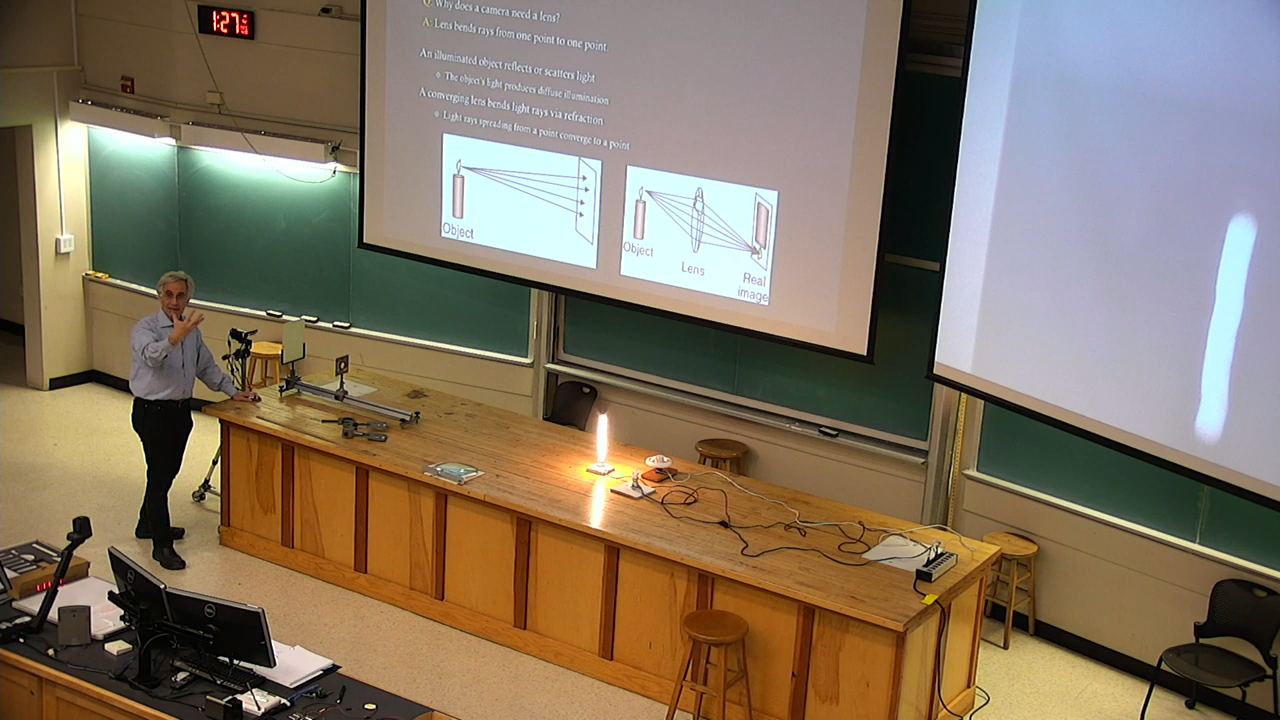 1:27
Q: Why does a camera need a lens?
A: Lens bends rays from one point to one point.
An illuminated object reflects or scatters light
The object's light produces diffuse illumination
A converging lens bends light rays via refraction
Light rays spreading from a point converge to a point
Object
Object
Lens
Real
image
DELL
DELL